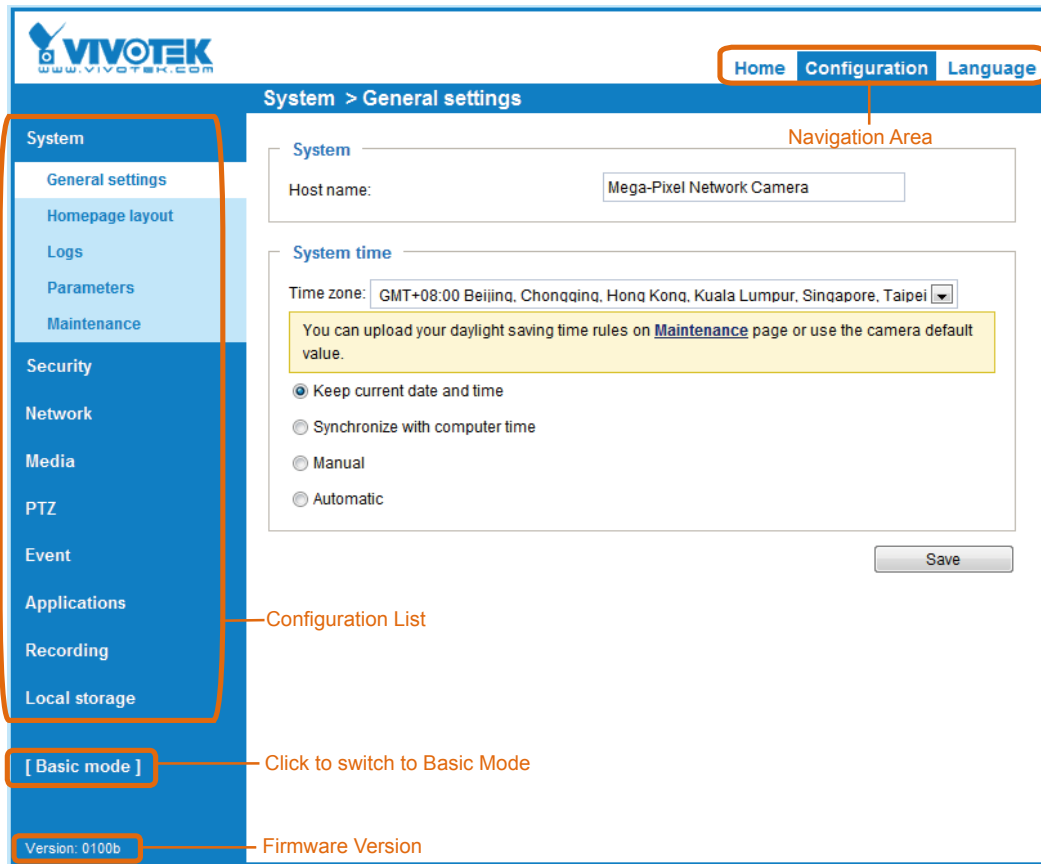 VIVOTEK
www.vivotek.com
Home Configuration Language
System > General settings
Navigation Area
System
General settings
Homepage layout
Logs
Parameters
Maintenance
Security
Network
Media
PTZ
Event
Applications
Recording
Local storage
[ Basic mode ]
Version: 0100b
System
Host name: Mega-Pixel Network Camera
System time
Time zone: GMT+08:00 Beijing, Chongqing, Hong Kong, Kuala Lumpur, Singapore, Taipei
You can upload your daylight saving time rules on Maintenance page or use the camera default
value.
Keep current date and time
Synchronize with computer time
Manual
Automatic
Save
Configuration List
Click to switch to Basic Mode
Firmware Version